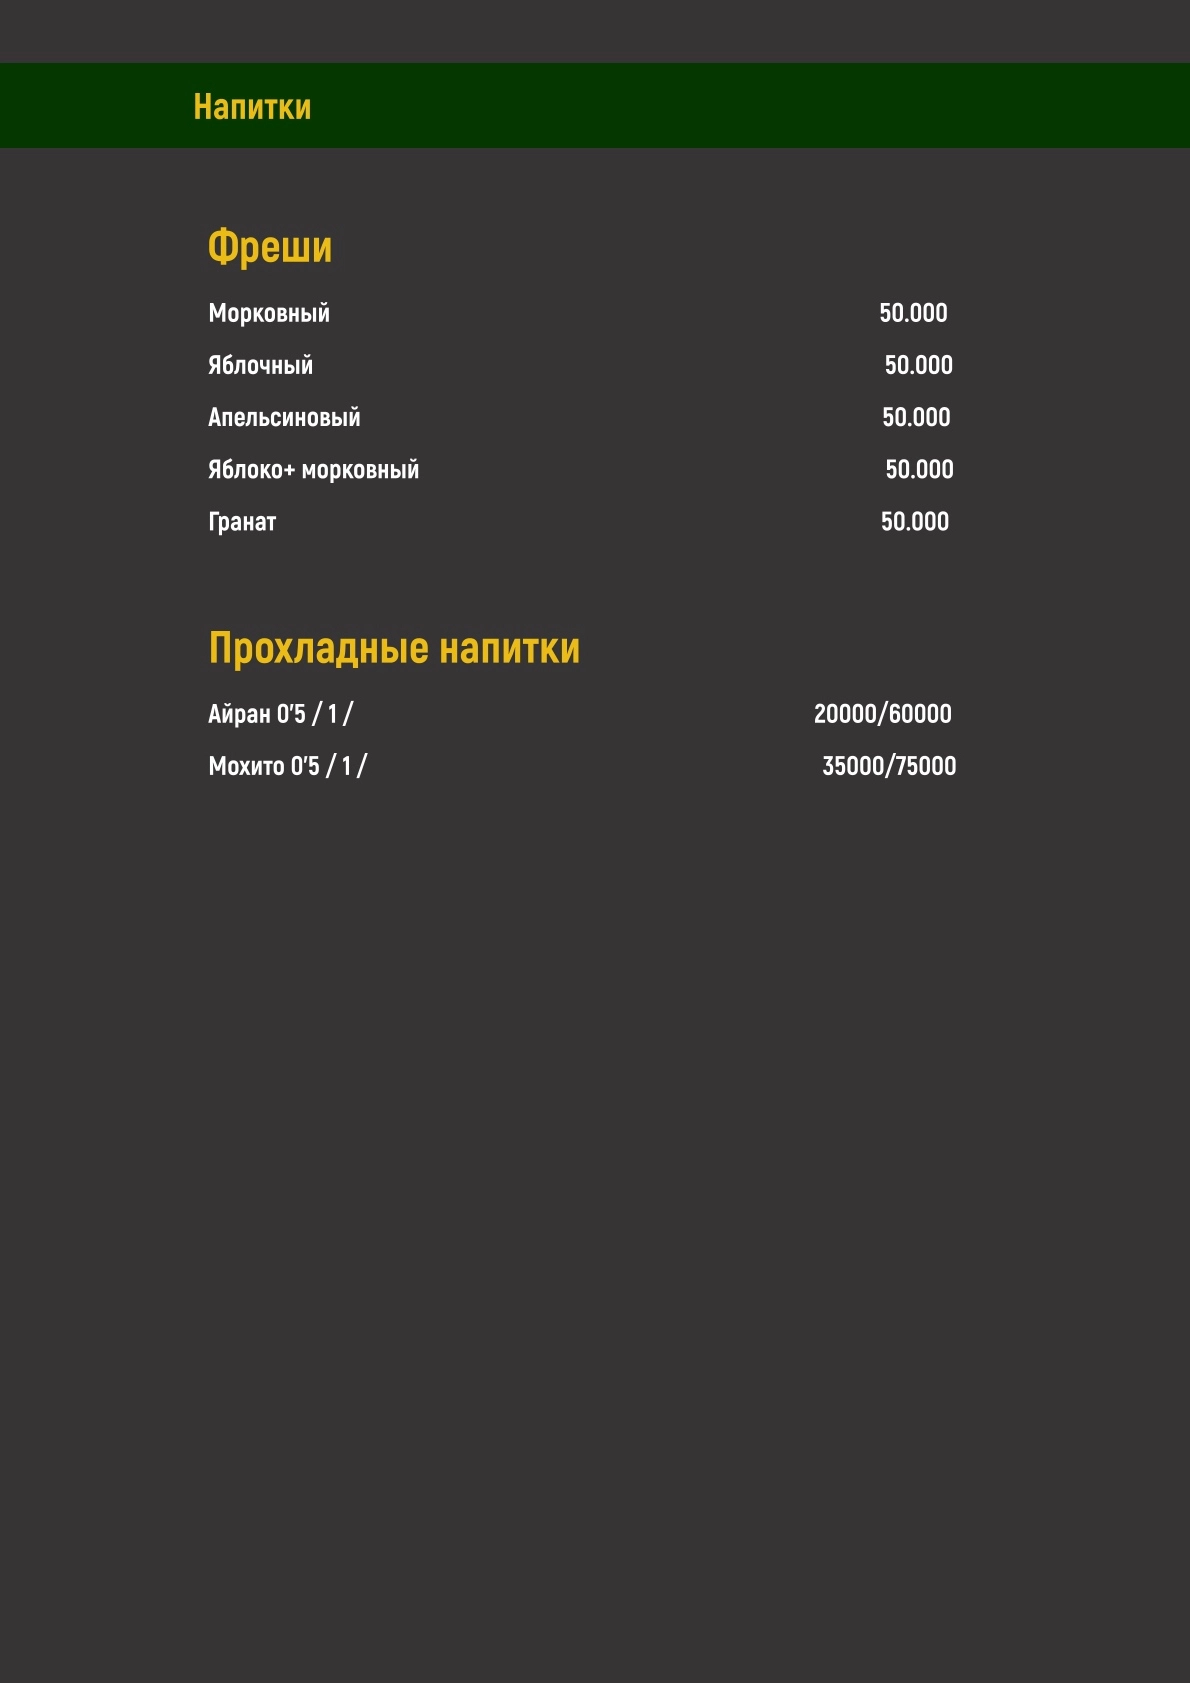 Напитки
Фреши
Морковный 50.000
Яблочный 50.000
Апельсиновый 50.000
Яблоко+ морковный 50.000
Гранат 50.000
Прохладные напитки
Айран 0'5 / 1 / 20000/60000
Мохито 0'5 / 1 / 35000/75000